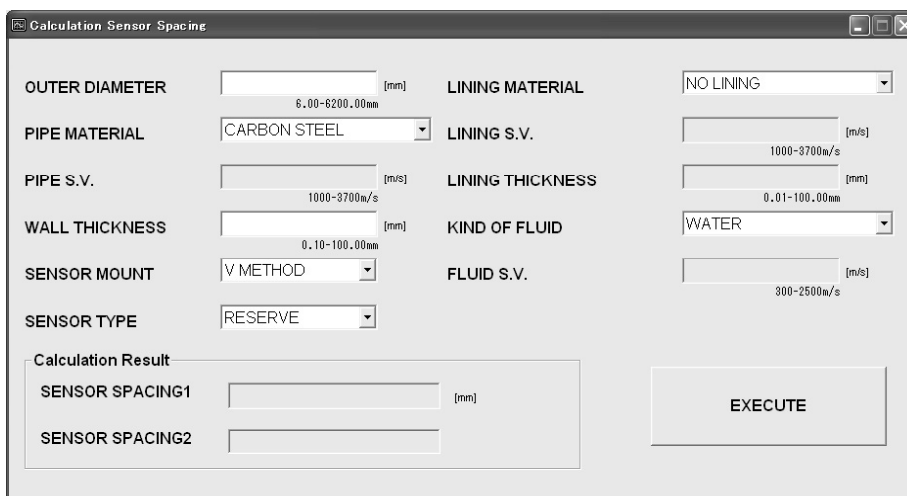 Calculation Sensor Spacing
OUTER DIAMETER [mm] LINING MATERIAL NO LINING
6.00-6200.00mm
PIPE MATERIAL CARBON STEEL LINING S.V. [m/s]
1000-3700m/s
PIPE S.V. [m/s] LINING THICKNESS [mm]
1000-3700m/s 0.01-100.00mm
WALL THICKNESS [mm] KIND OF FLUID WATER
0.10-100.00mm
SENSOR MOUNT V METHOD FLUID S.V. [m/s]
300-2500m/s
SENSOR TYPE RESERVE
Calculation Result
SENSOR SPACING1 [mm]
EXECUTE
SENSOR SPACING2